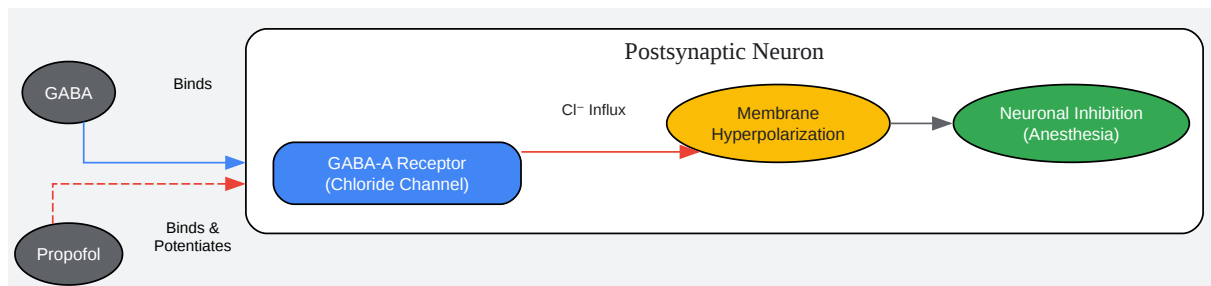 Postsynaptic Neuron
GABA
Binds
Cl⁻ Influx
Membrane
Hyperpolarization
Neuronal Inhibition
(Anesthesia)
GABA-A Receptor
(Chloride Channel)
Binds &
Potentiates
Propofol